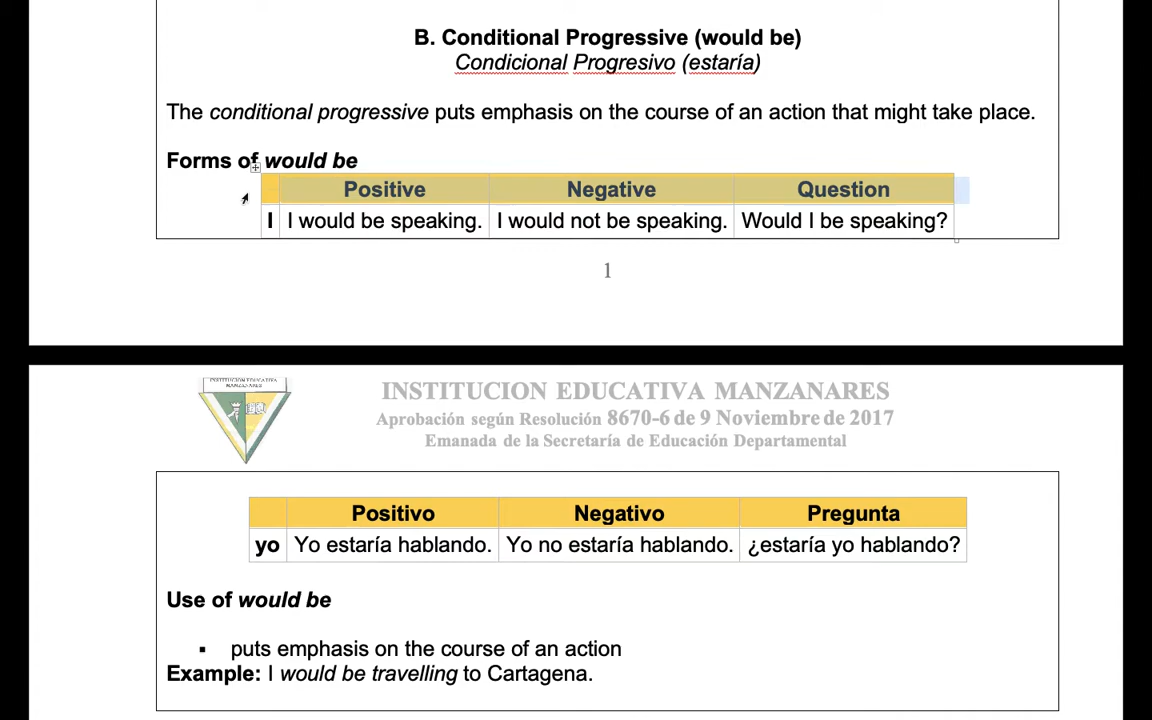 B. Conditional Progressive (would be)
Condicional Progresivo (estaría)
The conditional progressive puts emphasis on the course of an action that might take place.
Forms of would be
Positive Negative Question
I I would be speaking. I would not be speaking. Would I be speaking?
1
INSTITUCION EDUCATIVA
MANZANARES
INSTITUCION EDUCATIVA MANZANARES
Aprobación según Resolución 8670-6 de 9 Noviembre de 2017
Emanada de la Secretaría de Educación Departamental
Positivo Negativo Pregunta
yo Yo estaría hablando. Yo no estaría hablando. ¿estaría yo hablando?
Use of would be
▪ puts emphasis on the course of an action
Example: I would be travelling to Cartagena.